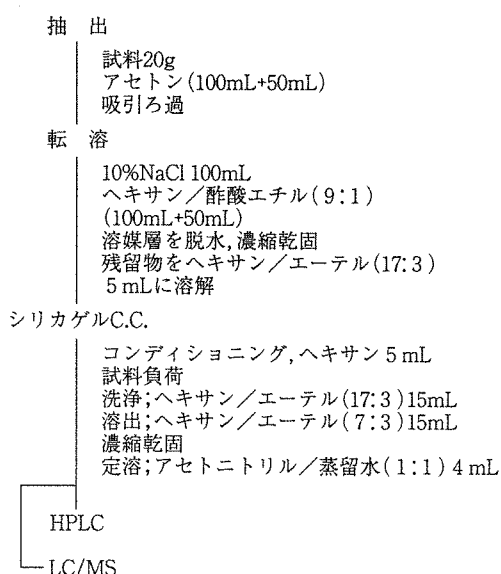 抽 出
試料20g
アセトン(100mL+50mL)
吸引ろ過
転 溶
10%NaCl 100mL
ヘキサン/酢酸エチル(9:1)
(100mL+50mL)
溶媒層を脱水,濃縮乾固
残留物をヘキサン/エーテル(17:3)
5mLに溶解
シリカゲルC.C.
コンディショニング,ヘキサン5mL
試料負荷
洗浄;ヘキサン/エーテル(17:3)15mL
溶出;ヘキサン/エーテル(7:3)15mL
濃縮乾固
定溶;アセトニトリル/蒸留水(1:1)4mL
HPLC
LC/MS